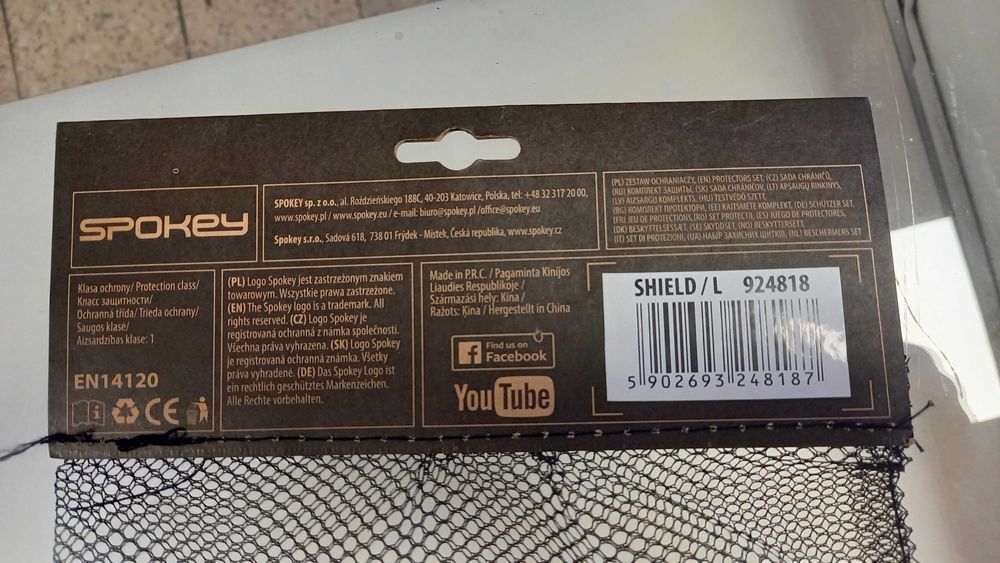 SPOKEY
SPOKEY sp. z o.o., al. Roździeńskiego 188C, 40-203 Katowice, Polska, tel: +48 32 317 20 00,
www.spokey.pl / www.spokey.eu / e-mail: biuro@spokey.pl /office@spokey.eu
Spokey s.r.o., Sadová 618, 738 01 Frýdek - Mistek, Česká republika, www.spokey.cz
(PL) ZESTAW OCHRANIACZY, (EN) PROTECTORS SET, (CZ) SADA CHRÁNIČŮ,
(RU) КОМПЛЕКТ ЗАЩИТЫ, (SK) SADA CHRÁNIČOV, (LT) APSAUGŲ RINKINYS,
(LV) AIZSARGU KOMPLEKTS, (HU) TESTVÉDŐ SZETT,
(BG) КОМПЛЕКТ ПРОТЕКТОРИ, (EE) KAITSMETE KOMPLEKT, (DE) SCHÜTZER SET,
(FR) JEU DE PROTECTIONS, (RO) SET PROTECTII, (ES) JUEGO DE PROTECTORES,
(DK) BESKYTTELSESSÆT, (SE) SKYDDSET, (NO) BESKYTTERSETT,
(IT) SET DI PROTEZIONI, (UA) НАБІР ЗАХИСНИХ ЩИТКІВ, (NL) BESCHERMERS SET
Klasa ochrony/ Protection class/
Класс защитности/
Ochranná třída/ Trieda ochrany/
Saugos klasė/
Aizsardzības klase: 1
EN14120
CE
(PL) Logo Spokey jest zastrzeżonym znakiem
towarowym. Wszystkie prawa zastrzeżone.
(EN) The Spokey logo is a trademark. All
rights reserved. (CZ) Logo Spokey je
registrovaná ochranná z námka společnosti.
Všechna práva vyhrazena. (SK) Logo Spokey
je registrovaná ochranná známka. Všetky
práva vyhradené. (DE) Das Spokey Logo ist
ein rechtlich geschütztes Markenzeichen.
Alle Rechte vorbehalten.
Made in P.R.C. / Pagaminta Kinijos
Liaudies Respublikoje /
Származási hely: Kína /
Ražots: Ķīna / Hergestellt in China
f Find us on
Facebook
YouTube
SHIELD / L 924818
5 902693 248187